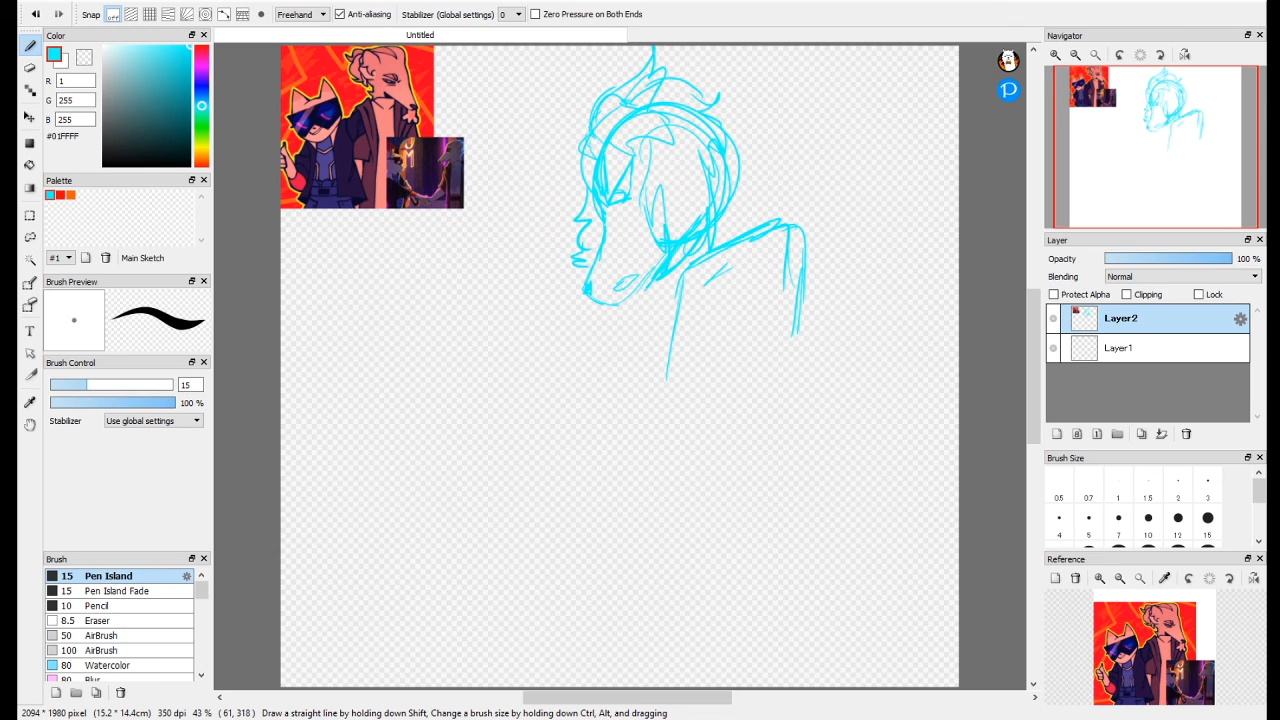 Snap off Freehand Anti-aliasing Stabilizer (Global settings) 0 Zero Pressure on Both Ends
Untitled
Color
R 1
G 255
B 255
#01FFFF
Palette
#1 Main Sketch
Brush Preview
Brush Control
15
100 %
Stabilizer Use global settings
Brush
15 Pen Island
15 Pen Island Fade
10 Pencil
8.5 Eraser
50 AirBrush
100 AirBrush
80 Watercolor
80 Blur
T
JM
P
Navigator
Layer
Opacity 100 %
Blending Normal
Protect Alpha Clipping Lock
Layer2
Layer1
Brush Size
0.5 0.7 1 1.5 2 3
4 5 7 10 12 15
Reference
2094 * 1980 pixel (15.2 * 14.4cm) 350 dpi 43 % ( 61, 318 ) Draw a straight line by holding down Shift, Change a brush size by holding down Ctrl, Alt, and dragging